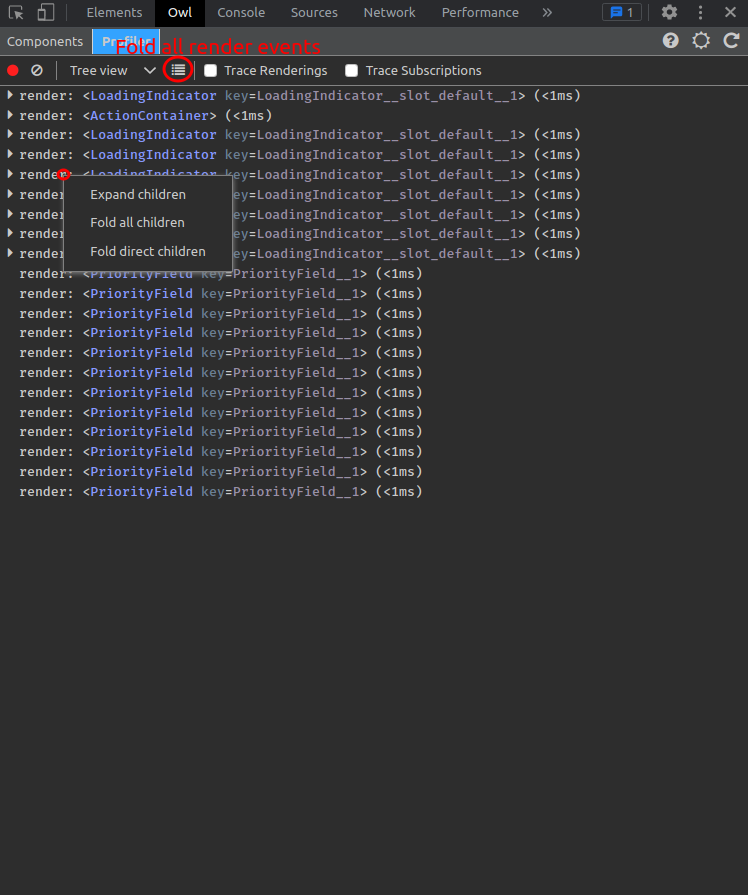 Elements Owl Console Sources Network Performance » 1
Components Profiler
Fold all render events
Tree view Trace Renderings Trace Subscriptions
render: <LoadingIndicator key=LoadingIndicator__slot_default__1> (<1ms)
render: <ActionContainer> (<1ms)
render: <LoadingIndicator key=LoadingIndicator__slot_default__1> (<1ms)
render: <LoadingIndicator key=LoadingIndicator__slot_default__1> (<1ms)
render: <LoadingIndicator key=LoadingIndicator__slot_default__1> (<1ms)
render ey=LoadingIndicator__slot_default__1> (<1ms)
Expand children
render ey=LoadingIndicator__slot_default__1> (<1ms)
Fold all children
render ey=LoadingIndicator__slot_default__1> (<1ms)
render ey=LoadingIndicator__slot_default__1> (<1ms)
Fold direct children
render: <PriorityField key=PriorityField__1> (<1ms)
render: <PriorityField key=PriorityField__1> (<1ms)
render: <PriorityField key=PriorityField__1> (<1ms)
render: <PriorityField key=PriorityField__1> (<1ms)
render: <PriorityField key=PriorityField__1> (<1ms)
render: <PriorityField key=PriorityField__1> (<1ms)
render: <PriorityField key=PriorityField__1> (<1ms)
render: <PriorityField key=PriorityField__1> (<1ms)
render: <PriorityField key=PriorityField__1> (<1ms)
render: <PriorityField key=PriorityField__1> (<1ms)
render: <PriorityField key=PriorityField__1> (<1ms)
render: <PriorityField key=PriorityField__1> (<1ms)